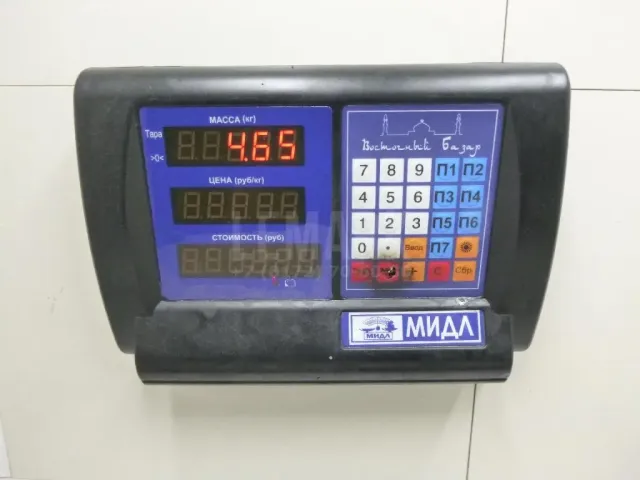 МАССА (кг)
Тара
4.65
>0<
ЦЕНА (руб/кг)
СТОИМОСТЬ (руб)
Восточный Базар
7 8 9 П1 П2
4 5 6 П3 П4
1 2 3 П5 П6
0 . Ввод П7
+ С Сбр
МИДЛ
МИДЛ